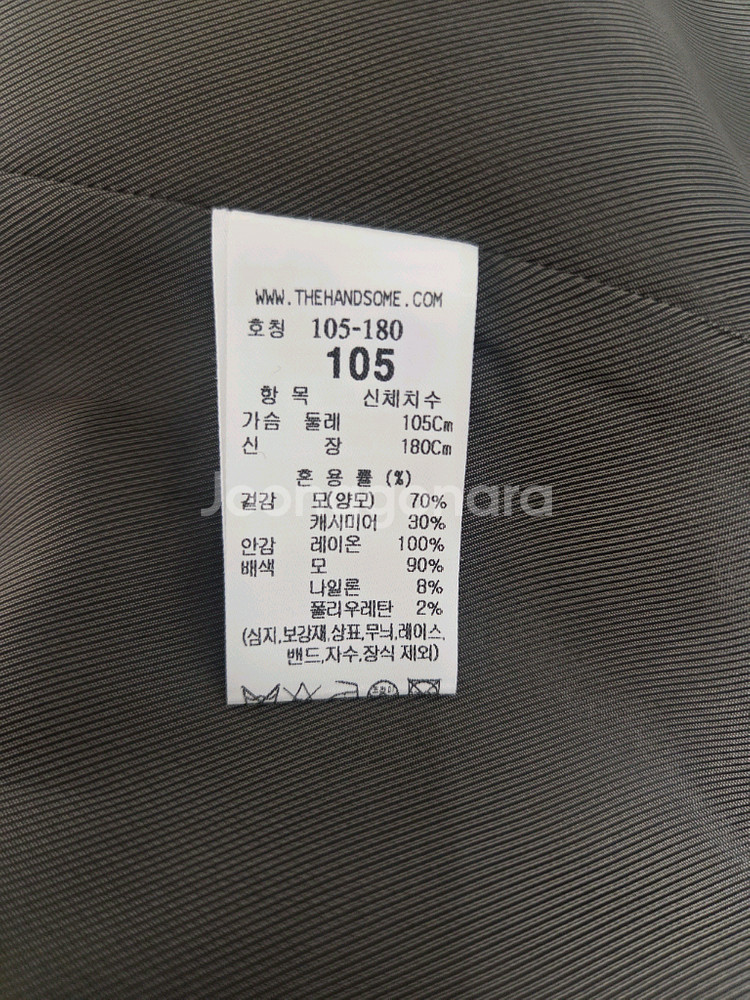 WWW.THEHANDSOME.COM
호칭 105-180
105
항 목 신체치수
가슴 둘레 105Cm
신 장 180Cm
혼 용 률 (%)
겉감 모(양모) 70%
캐시미어 30%
안감 레이온 100%
배색 모 90%
나일론 8%
폴리우레탄 2%
(심지,보강재,상표,무늬,레이스,
밴드,자수,장식 제외)
Joongonara